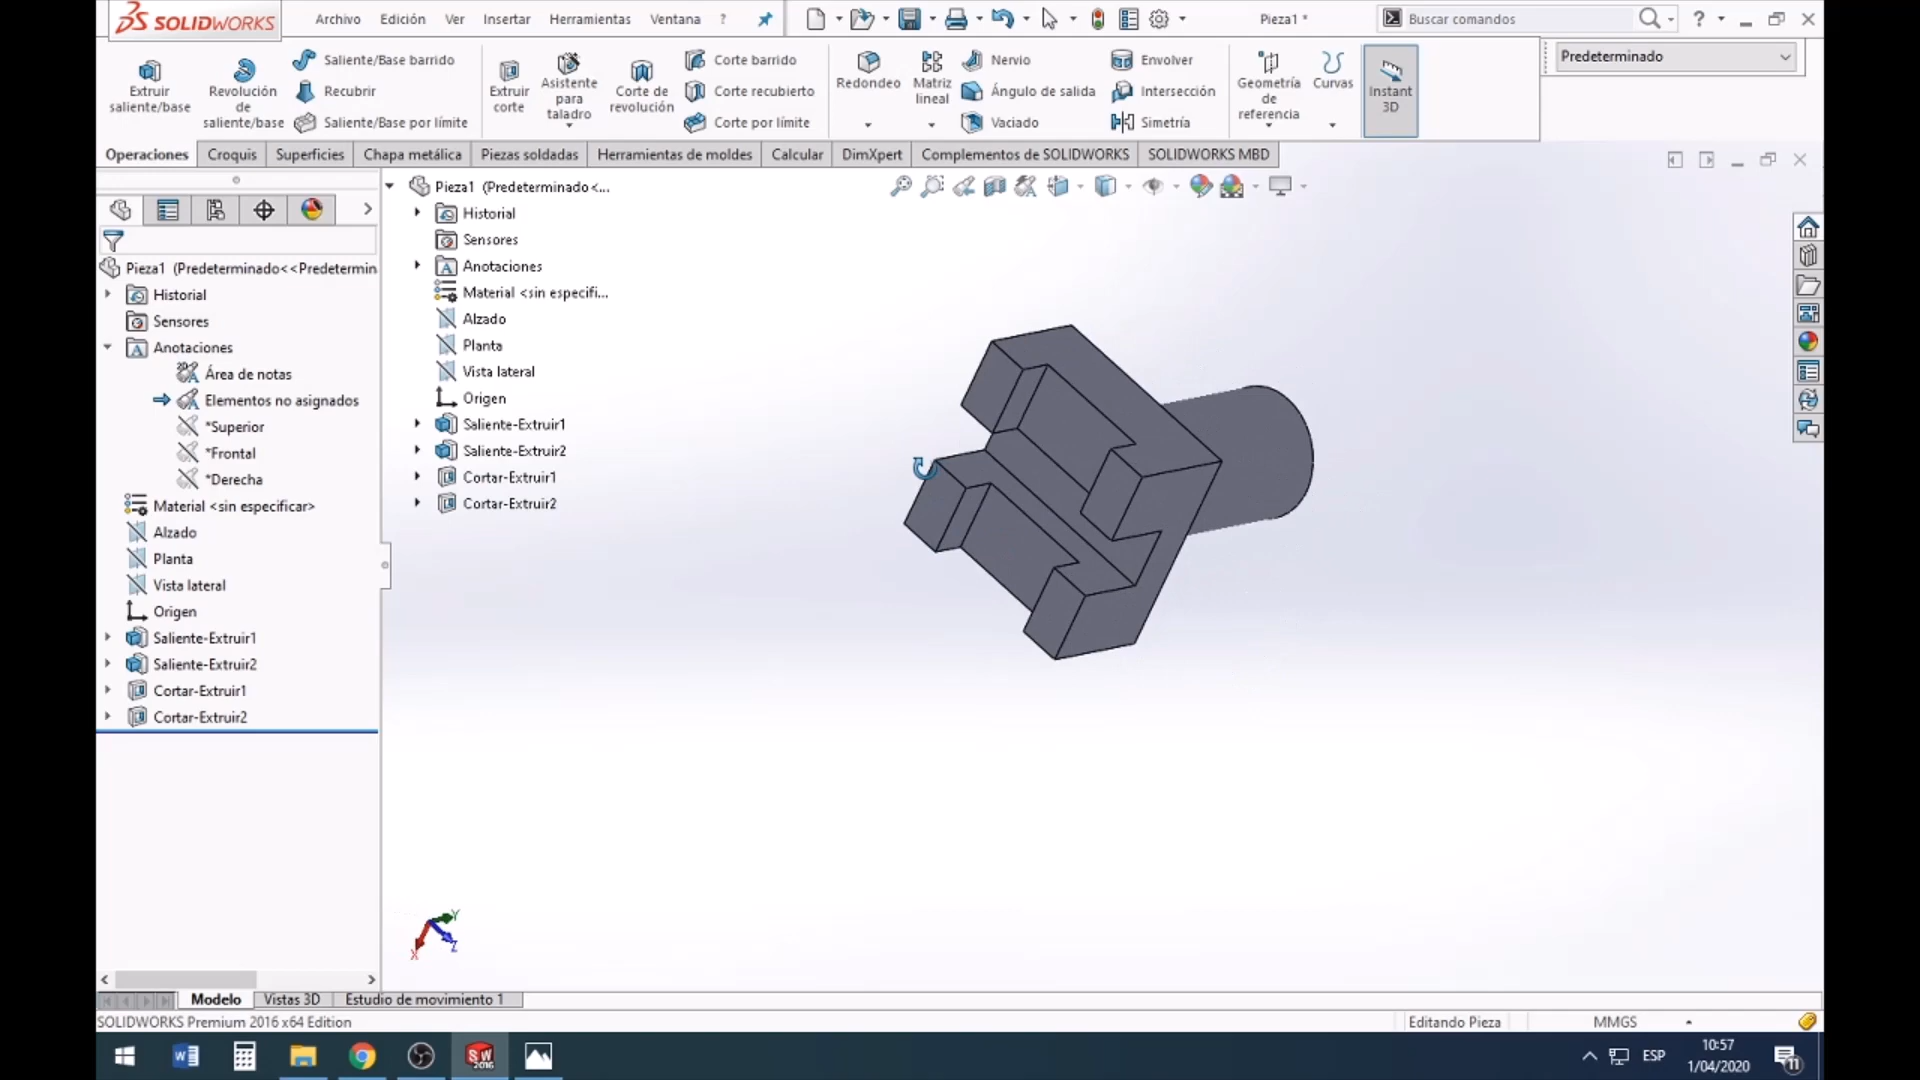 SOLIDWORKS
Archivo Edición Ver Insertar Herramientas Ventana ?
Pieza1 *
Buscar comandos
?
Extruir
saliente/base
Revolución
de
saliente/base
Saliente/Base barrido
Recubrir
Saliente/Base por límite
Extruir
corte
Asistente
para
taladro
Corte de
revolución
Corte barrido
Corte recubierto
Corte por límite
Redondeo
Matriz
lineal
Nervio
Ángulo de salida
Vaciado
Envolver
Intersección
Simetría
Geometría
de
referencia
Curvas
Instant
3D
Predeterminado
Operaciones Croquis Superficies Chapa metálica Piezas soldadas Herramientas de moldes Calcular DimXpert Complementos de SOLIDWORKS SOLIDWORKS MBD
Pieza1 (Predeterminado<<Predetermin
Historial
Sensores
Anotaciones
Área de notas
Elementos no asignados
*Superior
*Frontal
*Derecha
Material <sin especificar>
Alzado
Planta
Vista lateral
Origen
Saliente-Extruir1
Saliente-Extruir2
Cortar-Extruir1
Cortar-Extruir2
Pieza1 (Predeterminado<...
Historial
Sensores
Anotaciones
Material <sin especifi...
Alzado
Planta
Vista lateral
Origen
Saliente-Extruir1
Saliente-Extruir2
Cortar-Extruir1
Cortar-Extruir2
Y
X
Z
Modelo Vistas 3D Estudio de movimiento 1
SOLIDWORKS Premium 2016 x64 Edition
Editando Pieza
MMGS
SW
2016
ESP
10:57
1/04/2020
11